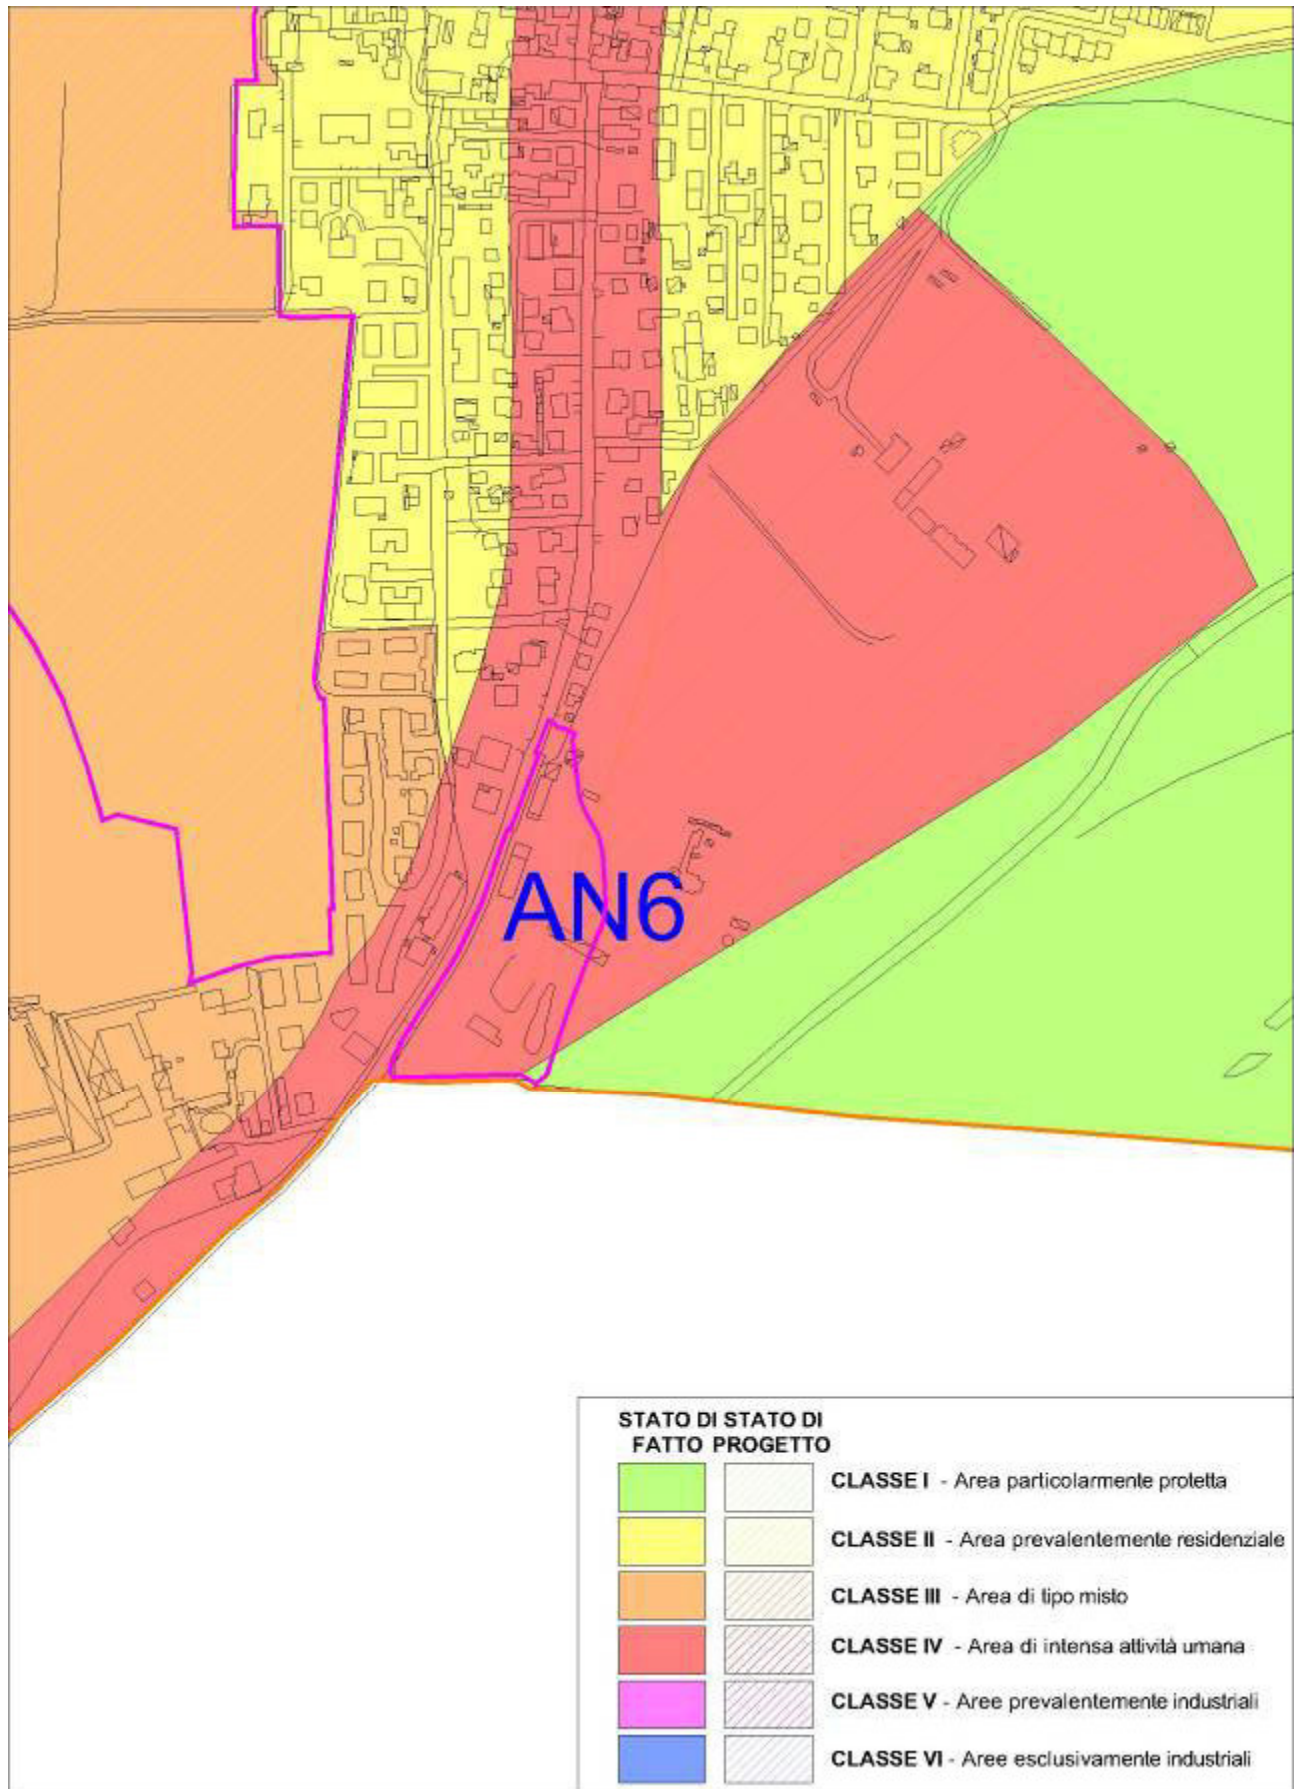 AN6
STATO DI STATO DI
FATTO PROGETTO
CLASSE I - Area particolarmente protetta
CLASSE II - Area prevalentemente residenziale
CLASSE III - Area di tipo misto
CLASSE IV - Area di intensa attività umana
CLASSE V - Aree prevalentemente industriali
CLASSE VI - Aree esclusivamente industriali